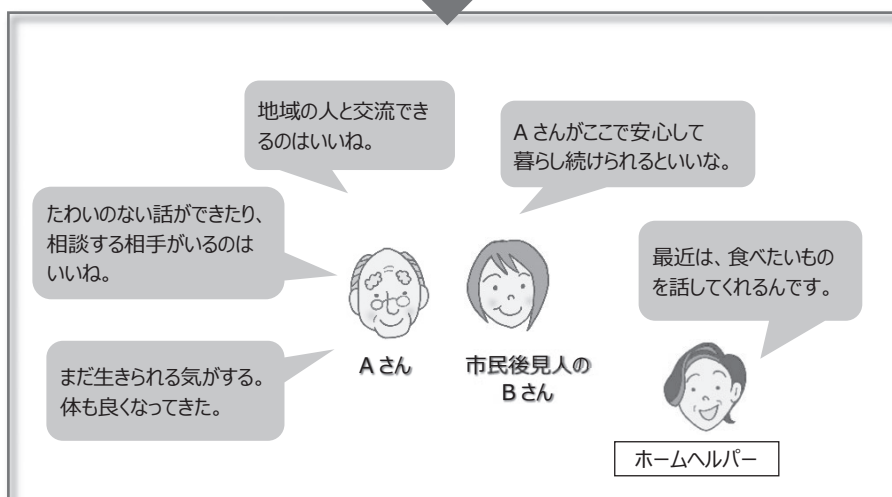 地域の人と交流でき
るのはいいね。
Aさんがここで安心して
暮らし続けられるといいな。
たわいのない話ができたり、
相談する相手がいるのは
いいね。
最近は、食べたいもの
を話してくれるんです。
まだ生きられる気がする。
体も良くなってきた。
Aさん
市民後見人の
Bさん
ホームヘルパー